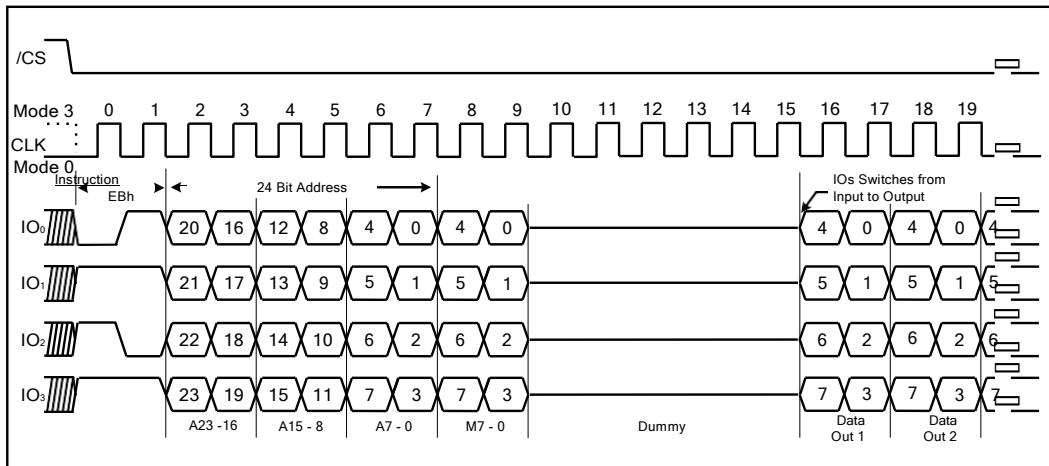 /CS
Mode 3 0 1 2 3 4 5 6 7 8 9 10 11 12 13 14 15 16 17 18 19
CLK
Mode 0
Instruction
EBh
24 Bit Address
IOs Switches from
Input to Output
IO0 20 16 12 8 4 0 4 0 4 0 4 0 4
IO1 21 17 13 9 5 1 5 1 5 1 5 1 5
IO2 22 18 14 10 6 2 6 2 6 2 6 2 6
IO3 23 19 15 11 7 3 7 3 7 3 7 3 7
A23 -16 A15 - 8 A7 - 0 M7 - 0 Dummy Data Data
Out 1 Out 2